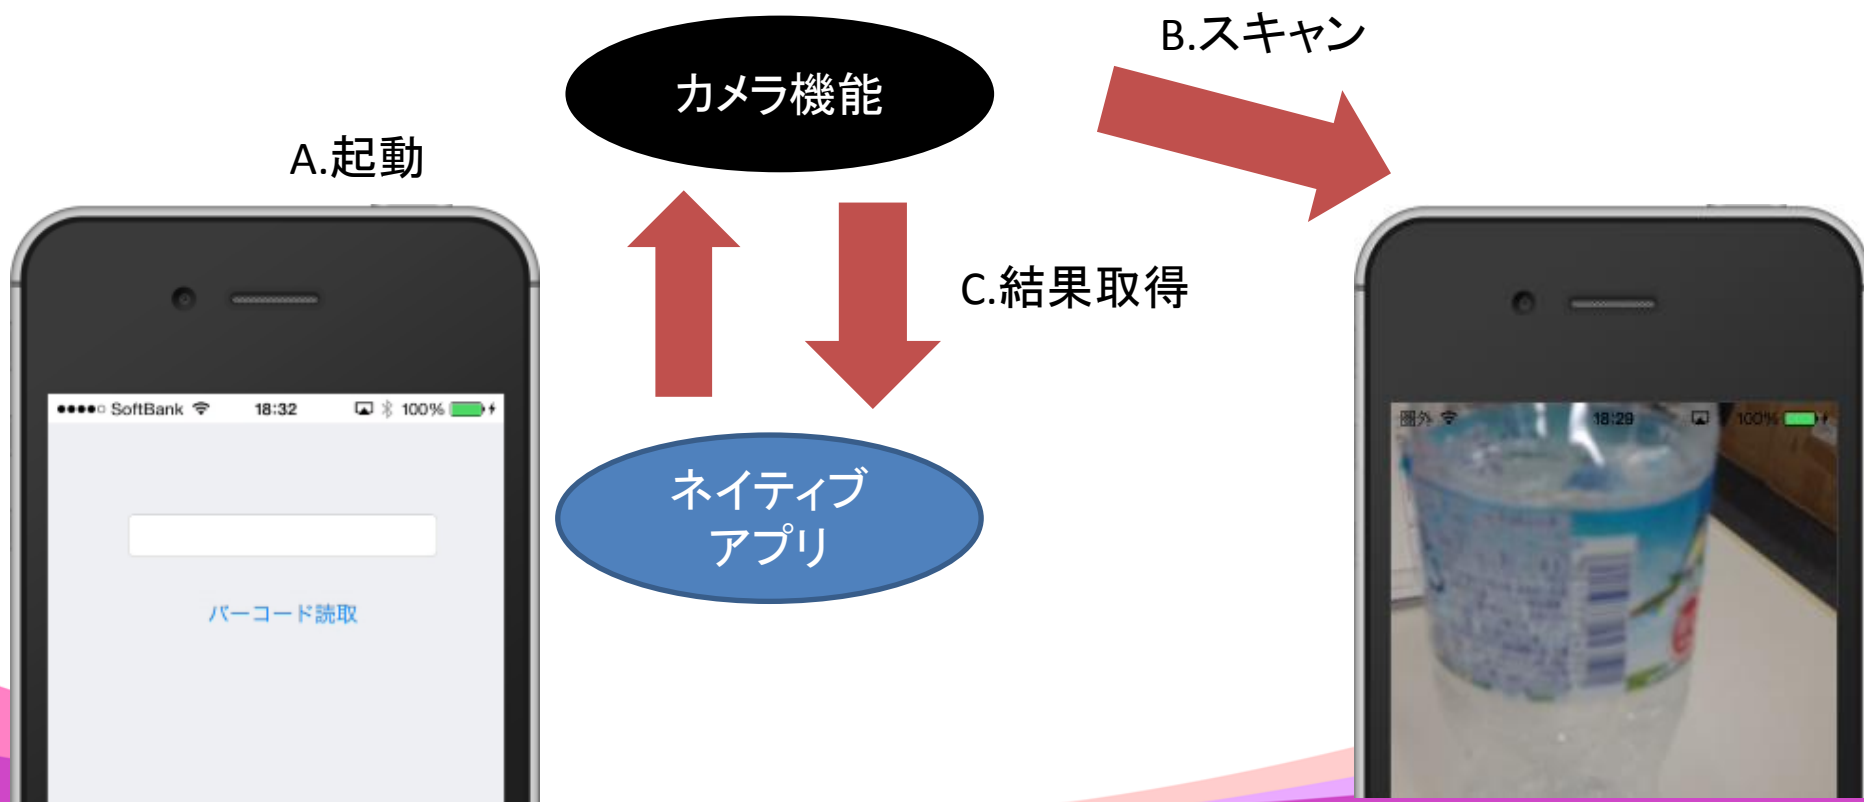 B.スキャン
カメラ機能
A.起動
C.結果取得
SoftBank 18:32 100%
圏外 18:29 100%
ネイティブ
アプリ
バーコード読取